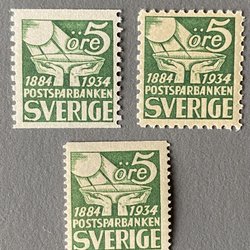 öre 5
1884 1934
POSTSPARBANKEN
SVERIGE
öre 5
1884 1934
POSTSPARBANKEN
SVERIGE
öre 5
1884 1934
POSTSPARBANKEN
SVERIGE